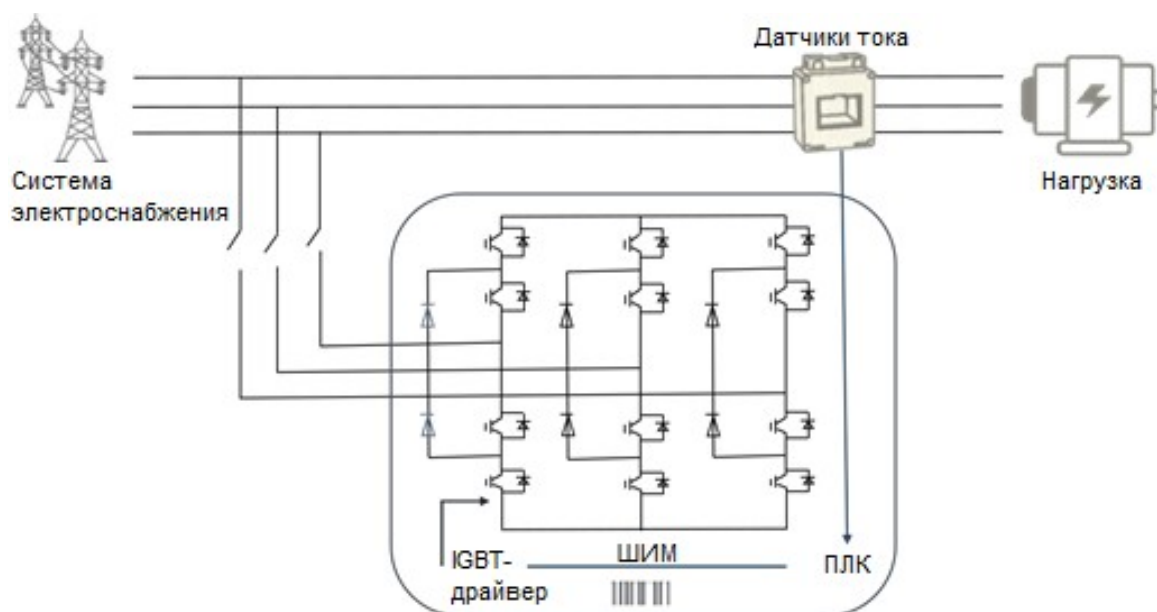 Датчики тока
Система
электроснабжения
Нагрузка
IGBT-
драйвер
ШИМ
ПЛК